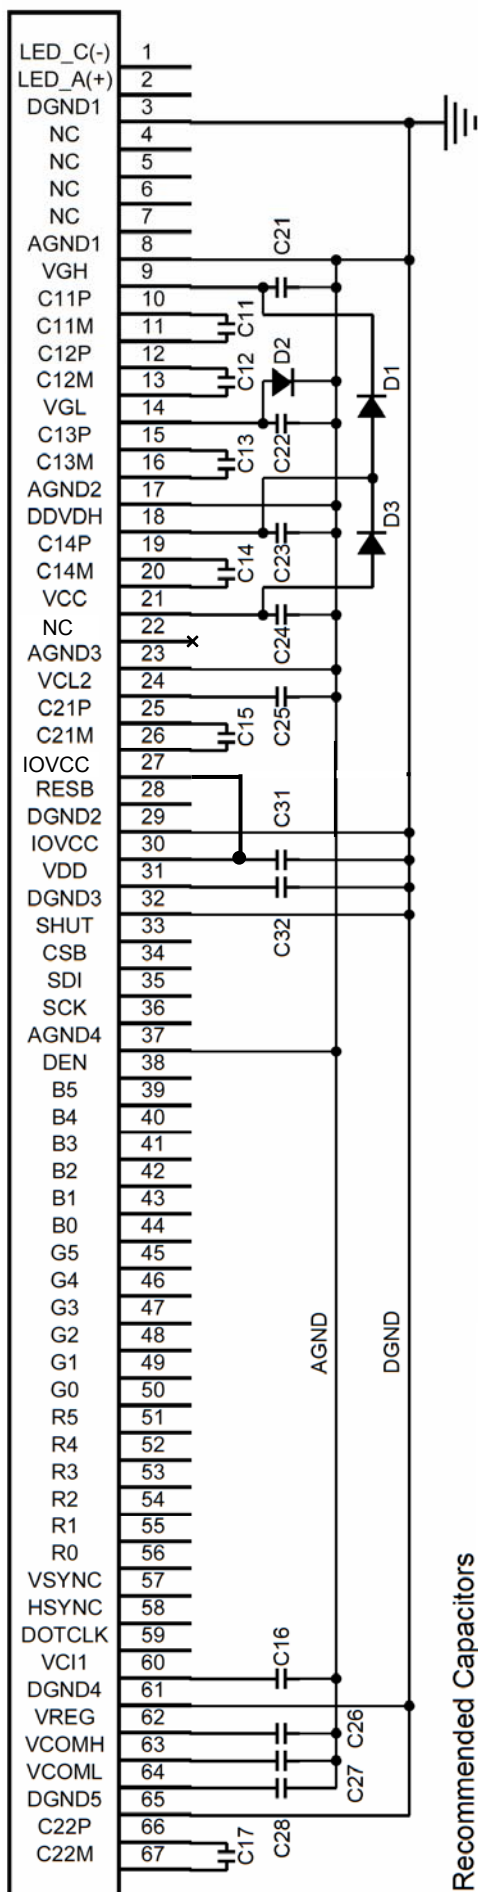 LED_C(-) 1
LED_A(+) 2
DGND1 3
NC 4
NC 5
NC 6
NC 7
AGND1 8
C21
VGH 9
C11P 10
C11M 11
C11
C12P 12
C12M 13
C12
D2
D1
VGL 14
C13P 15
C13M 16
C13
C22
AGND2 17
DDVDH 18
D3
C14P 19
C14M 20
C14
C23
VCC 21
NC 22
C24
AGND3 23
VCL2 24
C21P 25
C21M 26
C15
C25
IOVCC 27
RESB 28
C31
DGND2 29
IOVCC 30
VDD 31
DGND3 32
SHUT 33
C32
CSB 34
SDI 35
SCK 36
AGND4 37
DEN 38
B5 39
B4 40
B3 41
B2 42
B1 43
B0 44
G5 45
G4 46
G3 47
G2 48
G1 49
G0 50
AGND
DGND
R5 51
R4 52
R3 53
R2 54
R1 55
R0 56
VSYNC 57
HSYNC 58
DOTCLK 59
C16
VCI1 60
DGND4 61
VREG 62
C26
VCOMH 63
VCOML 64
C27
DGND5 65
C22P 66
C22M 67
C17
C28
Recommended Capacitors